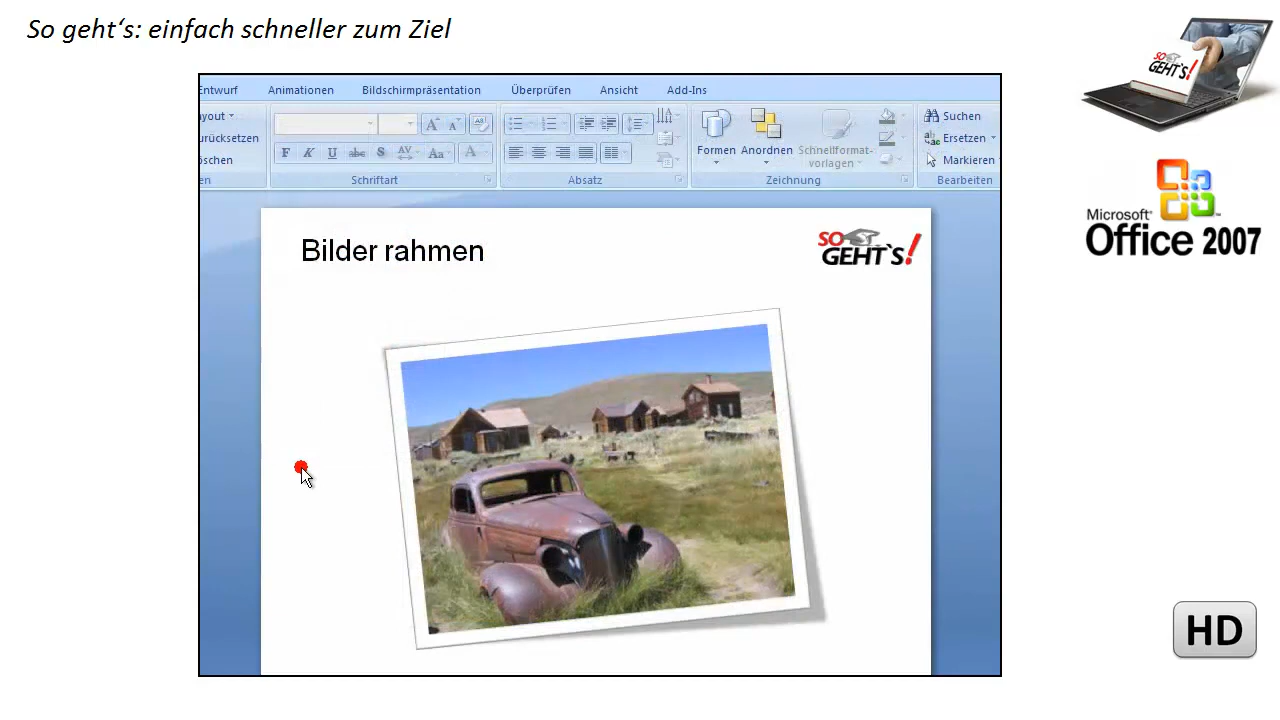 So geht‘s: einfach schneller zum Ziel
SO
GEHT`S!
Entwurf Animationen Bildschirmpräsentation Überprüfen Ansicht Add-Ins
ayout
urücksetzen
öschen
en
F K U abc S AV Aa A
Schriftart
Absatz
Formen Anordnen Schnellformat-
vorlagen
Zeichnung
Suchen
Ersetzen
Markieren
Bearbeiten
Microsoft
Office 2007
Bilder rahmen
SO
GEHT`S!
HD